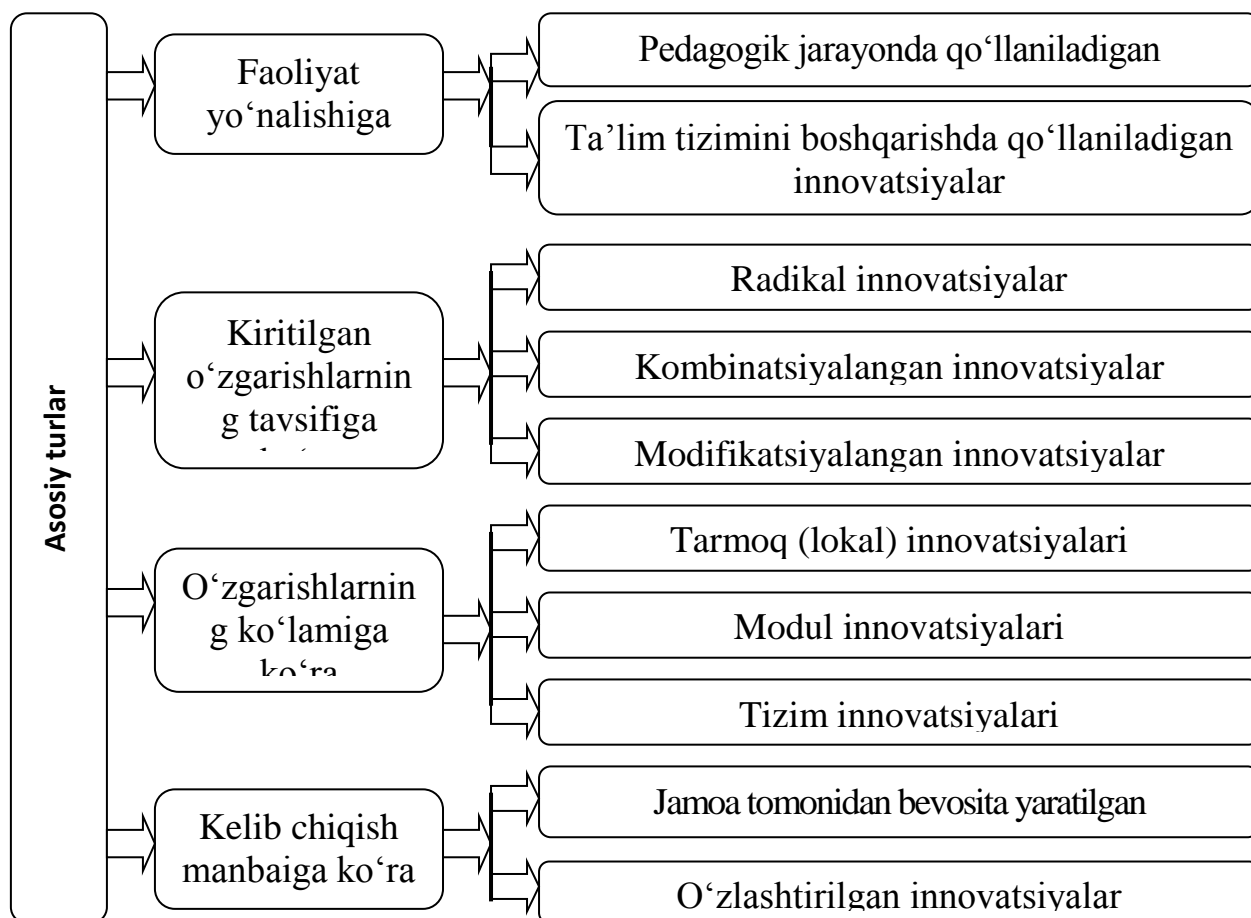 Asosiy turlar
Faoliyat
yo‘nalishiga
Pedagogik jarayonda qo‘llaniladigan
Ta’lim tizimini boshqarishda qo‘llaniladigan
innovatsiyalar
Kiritilgan
o‘zgarishlarnin
g tavsifiga
Radikal innovatsiyalar
Kombinatsiyalangan innovatsiyalar
Modifikatsiyalangan innovatsiyalar
O‘zgarishlarnin
g ko‘lamiga
ko‘ra
Tarmoq (lokal) innovatsiyalari
Modul innovatsiyalari
Tizim innovatsiyalari
Kelib chiqish
manbaiga ko‘ra
Jamoa tomonidan bevosita yaratilgan
O‘zlashtirilgan innovatsiyalar